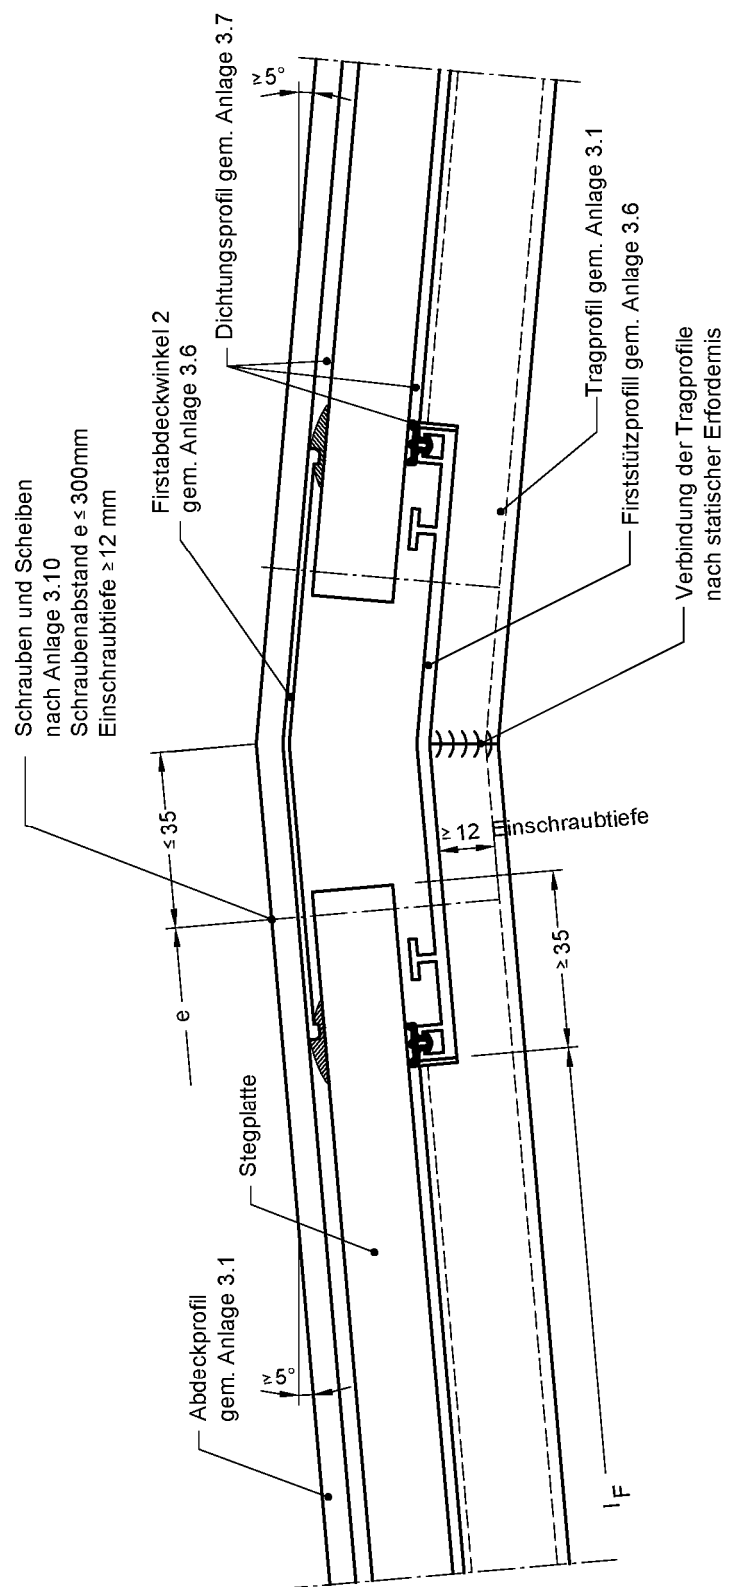 Schrauben und Scheiben
nach Anlage 3.10
Schraubenabstand e ≤ 300mm
Einschraubtiefe ≥ 12 mm
Firstabdeckwinkel 2
gem. Anlage 3.6
Dichtungsprofil gem. Anlage 3.7
≥ 5°
≤ 35
e
Stegplatte
Abdeckprofil
gem. Anlage 3.1
≥ 5°
Tragprofil gem. Anlage 3.1
Firststützprofill gem. Anlage 3.6
Verbindung der Tragprofile
nach statischer Erfordernis
≥ 12 Einschraubtiefe
≥ 35
l F